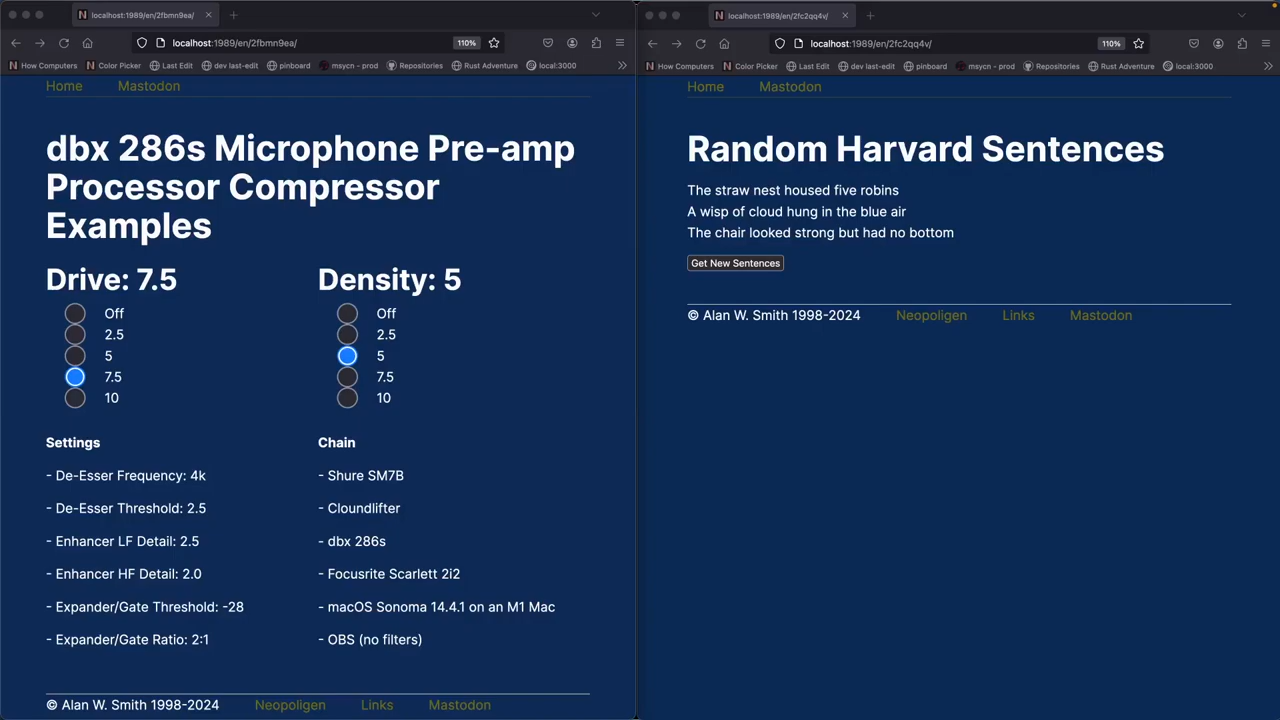 localhost:1989/en/2fbmn9ea/
localhost:1989/en/2fbmn9ea/
110%
How Computers
Color Picker
Last Edit
dev last-edit
pinboard
msycn - prod
Repositories
Rust Adventure
local:3000
Home
Mastodon
dbx 286s Microphone Pre-amp
Processor Compressor
Examples
Drive: 7.5
Density: 5
Off
Off
2.5
2.5
5
5
7.5
7.5
10
10
Settings
Chain
- De-Esser Frequency: 4k
- Shure SM7B
- De-Esser Threshold: 2.5
- Cloundlifter
- Enhancer LF Detail: 2.5
- dbx 286s
- Enhancer HF Detail: 2.0
- Focusrite Scarlett 2i2
- Expander/Gate Threshold: -28
- macOS Sonoma 14.4.1 on an M1 Mac
- Expander/Gate Ratio: 2:1
- OBS (no filters)
© Alan W. Smith 1998-2024
Neopoligen
Links
Mastodon
localhost:1989/en/2fc2qq4v/
localhost:1989/en/2fc2qq4v/
110%
How Computers
Color Picker
Last Edit
dev last-edit
pinboard
msycn - prod
Repositories
Rust Adventure
local:3000
Home
Mastodon
Random Harvard Sentences
The straw nest housed five robins
A wisp of cloud hung in the blue air
The chair looked strong but had no bottom
Get New Sentences
© Alan W. Smith 1998-2024
Neopoligen
Links
Mastodon